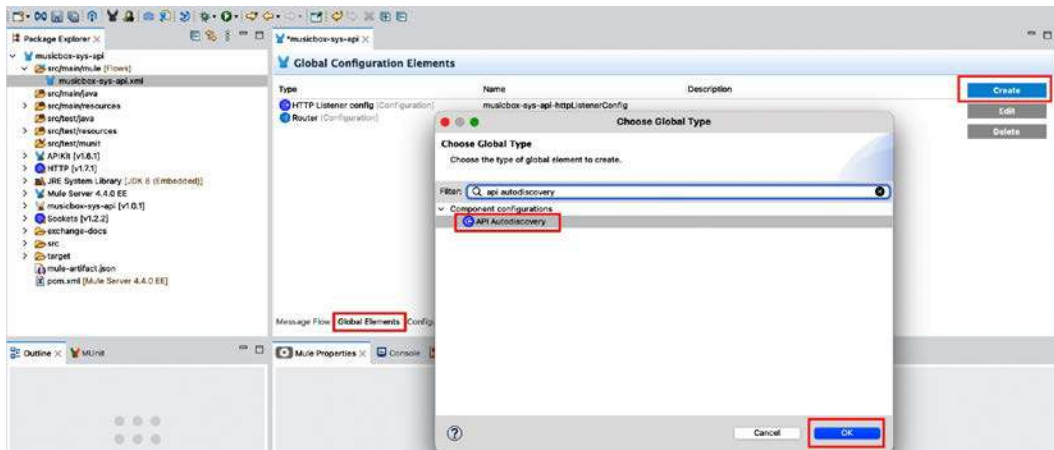 Package Explorer
musicbox-sys-api
src/main/mule (Flows)
musicbox-sys-api.xml
src/main/java
src/main/resources
src/test/java
src/test/resources
src/test/munit
APIKit [v1.6.1]
HTTP [v1.7.1]
JRE System Library [JDK 8 (Embedded)]
Mule Server 4.4.0 EE
musicbox-sys-api [v1.0.1]
Sockets [v1.2.2]
exchange-docs
src
target
mule-artifact.json
pom.xml [Mule Server 4.4.0 EE]
*musicbox-sys-api
Global Configuration Elements
Type Name Description
HTTP Listener config (Configuration) musicbox-sys-api-httpListenerConfig
Router (Configuration)
Create
Edit
Delete
Choose Global Type
Choose Global Type
Choose the type of global element to create.
Filter: api autodiscovery
Component configurations
API Autodiscovery
Cancel OK
Message Flow Global Elements Config
Outline MUnit
Mule Properties Console